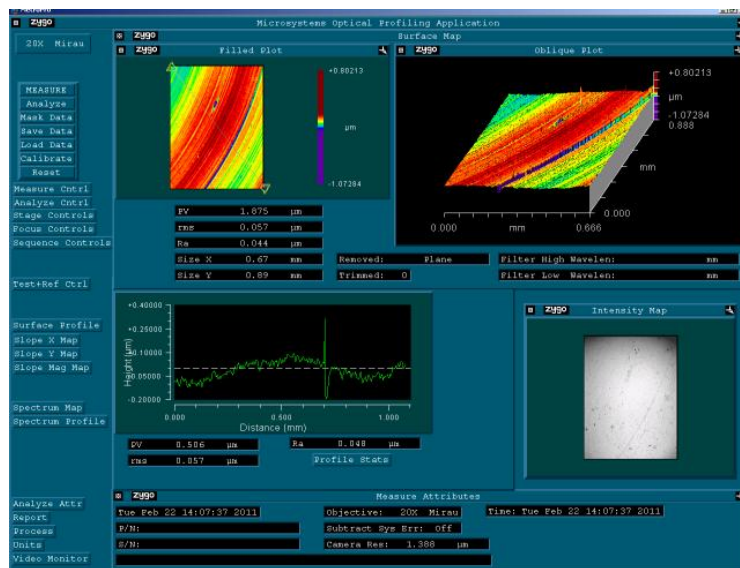 MetroPro
zygo Microsystems Optical Profiling Application
20X Mirau
MEASURE
Analyze
Mask Data
Save Data
Load Data
Calibrate
Reset
Measure Cntrl
Analyze Cntrl
Stage Controls
Focus Controls
Sequence Controls
Test+Ref Ctrl
Surface Profile
Slope X Map
Slope Y Map
Slope Mag Map
Spectrum Map
Spectrum Profile
Analyze Attr
Report
Process
Units
Video Monitor
zygo Surface Map
zygo Filled Plot
+0.80213
µm
-1.07284
zygo Oblique Plot
+0.80213
µm
-1.07284
0.888
mm
0.000
0.000 mm 0.666
PV 1.875 µm
rms 0.057 µm
Ra 0.044 µm
Size X 0.67 mm
Size Y 0.89 mm
Removed: Plane
Trimmed: 0
Filter High Wavelen: mm
Filter Low Wavelen: mm
+0.40000
+0.25000
+0.10000
-0.05000
-0.20000
Height (µm)
0.000 0.500 1.000
Distance (mm)
PV 0.506 µm
rms 0.057 µm
Ra 0.048 µm
Profile Stats
zygo Intensity Map
zygo Measure Attributes
Tue Feb 22 14:07:37 2011
P/N:
S/N:
Objective: 20X Mirau
Subtract Sys Err: Off
Camera Res: 1.388 µm
Time: Tue Feb 22 14:07:37 2011